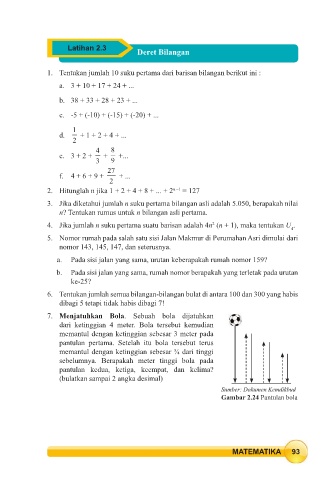 Latihan 2.3
Deret Bilangan
1. Tentukan jumlah 10 suku pertama dari barisan bilangan berikut ini :
a. 3 + 10 + 17 + 24 + ...
b. 38 + 33 + 28 + 23 + ...
c. -5 + (-10) + (-15) + (-20) + ...
d. 1/2 + 1 + 2 + 4 + ...
e. 3 + 2 + 4/3 + 8/9 +...
f. 4 + 6 + 9 + 27/2 + ...
2. Hitunglah n jika 1 + 2 + 4 + 8 + ... + 2ⁿ⁻¹ = 127
3. Jika diketahui jumlah n suku pertama bilangan asli adalah 5.050, berapakah nilai
n? Tentukan rumus untuk n bilangan asli pertama.
4. Jika jumlah n suku pertama suatu barisan adalah 4n² (n + 1), maka tentukan U₄.
5. Nomor rumah pada salah satu sisi Jalan Makmur di Perumahan Asri dimulai dari
nomor 143, 145, 147, dan seterusnya.
a. Pada sisi jalan yang sama, urutan keberapakah rumah nomor 159?
b. Pada sisi jalan yang sama, rumah nomor berapakah yang terletak pada urutan
ke-25?
6. Tentukan jumlah semua bilangan-bilangan bulat di antara 100 dan 300 yang habis
dibagi 5 tetapi tidak habis dibagi 7!
7. Menjatuhkan Bola. Sebuah bola dijatuhkan
dari ketinggian 4 meter. Bola tersebut kemudian
memantul dengan ketinggian sebesar 3 meter pada
pantulan pertama. Setelah itu bola tersebut terus
memantul dengan ketinggian sebesar ¾ dari tinggi
sebelumnya. Berapakah meter tinggi bola pada
pantulan kedua, ketiga, keempat, dan kelima?
(bulatkan sampai 2 angka desimal)
Sumber: Dokumen Kemdikbud
Gambar 2.24 Pantulan bola
MATEMATIKA 93